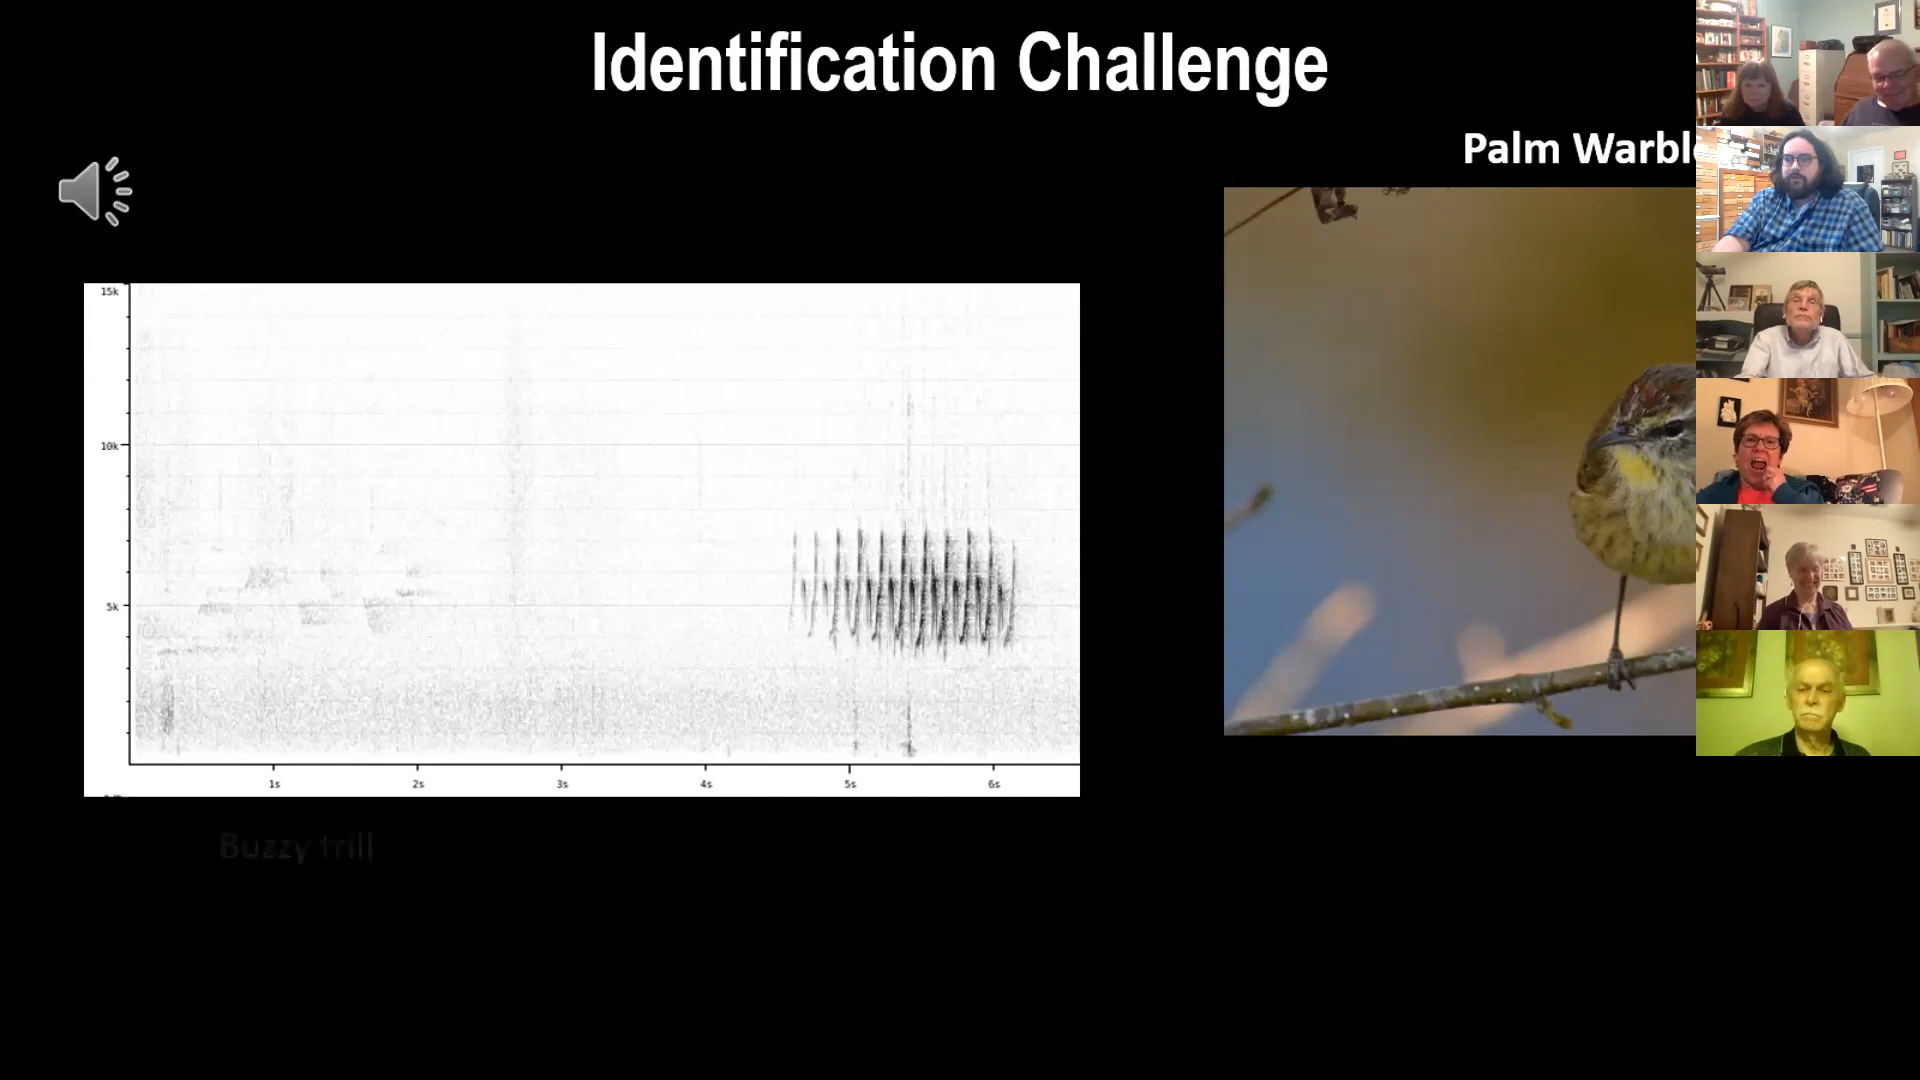 Identification Challenge
Palm Warbl
15k
10k
5k
1s
2s
3s
4s
5s
6s
Buzzy trill